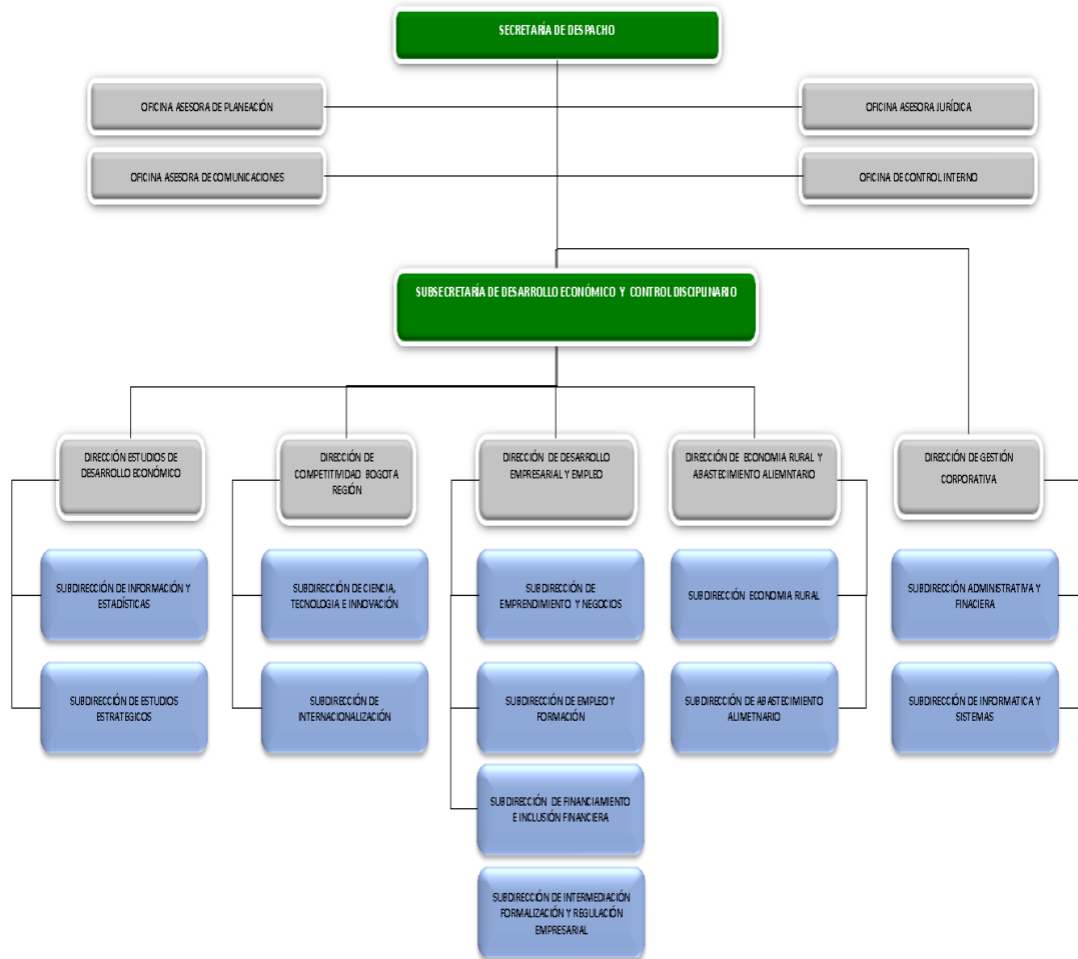 SECRETARÍA DE DESPACHO
OFICINA ASESORA DE PLANEACIÓN
OFICINA ASESORA JURÍDICA
OFICINA ASESORA DE COMUNICACIONES
OFICINA DE CONTROL INTERNO
SUBSECRETARÍA DE DESARROLLO ECONÓMICO Y CONTROL DISCIPLINARIO
DIRECCIÓN ESTUDIOS DE
DESARROLLO ECONÓMICO
DIRECCIÓN DE
COMPETITIVIDAD BOGOTA
REGIÓN
DIRECCIÓN DE DESARROLLO
EMPRESARIAL Y EMPLEO
DIRECCIÓN DE ECONOMIA RURAL Y
ABASTECIMIENTO ALIEMNTARIO
DIRECCIÓN DE GESTIÓN
CORPORATIVA
SUBDIRECCIÓN DE INFORMACIÓN Y
ESTADÍSTICAS
SUBDIRECCIÓN DE CIENCIA,
TECNOLOGIA E INNOVACIÓN
SUBDIRECCIÓN DE
EMPRENDIMIENTO Y NEGOCIOS
SUBDIRECCIÓN ECONOMIA RURAL
SUBDIRECCIÓN ADMINISTRATIVA Y
FINACIERA
SUBDIRECCIÓN DE ESTUDIOS
ESTRATEGICOS
SUBDIRECCIÓN DE
INTERNACIONALIZACIÓN
SUBDIRECCIÓN DE EMPLEO Y
FORMACIÓN
SUBDIRECCIÓN DE ABASTECIMIENTO
ALIMETNARIO
SUBDIRECCIÓN DE INFORMATICA Y
SISTEMAS
SUBDIRECCIÓN DE FINANCIAMIENTO
E INCLUSIÓN FINANCIERA
SUBDIRECCIÓN DE INTERMEDIACIÓN
FORMALIZACIÓN Y REGULACIÓN
EMPRESARIAL